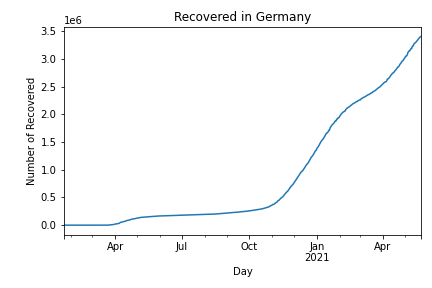 Recovered in Germany
1e6
3.5
3.0
2.5
2.0
1.5
1.0
0.5
0.0
Number of Recovered
Apr Jul Oct Jan Apr
2021
Day